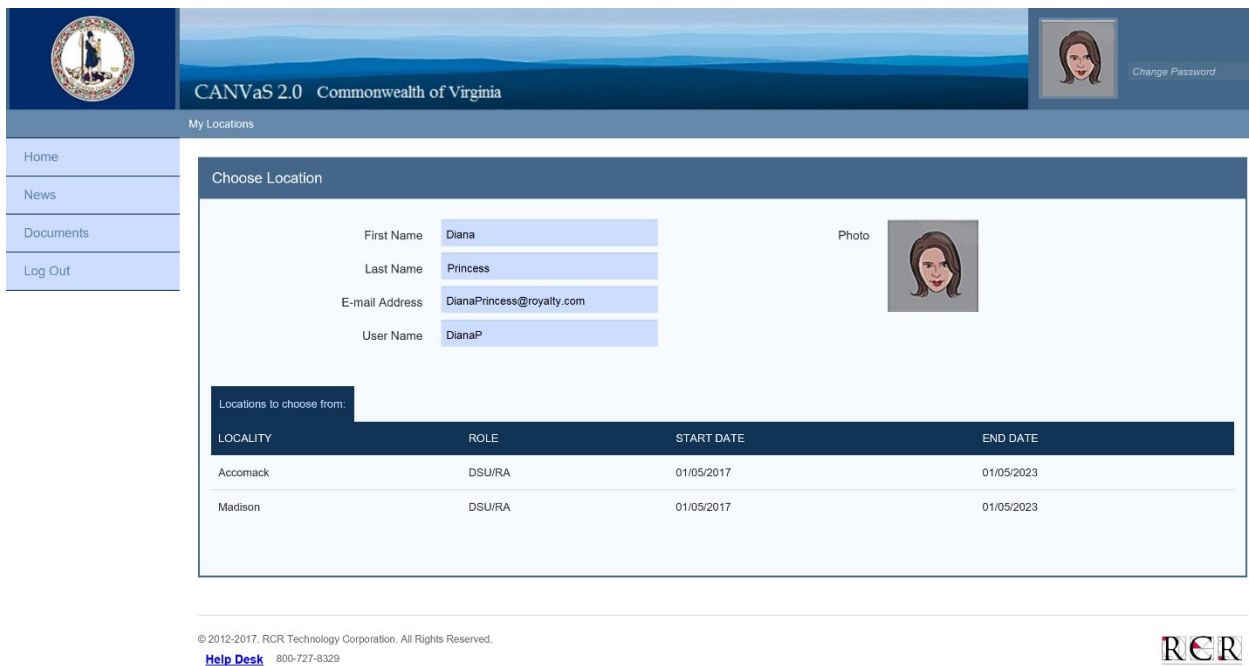 CANVaS 2.0 Commonwealth of Virginia
Change Password
My Locations
Home
News
Documents
Log Out
Choose Location
First Name Diana
Last Name Princess
E-mail Address DianaPrincess@royalty.com
User Name DianaP
Photo
Locations to choose from:
LOCALITY ROLE START DATE END DATE
Accomack DSU/RA 01/05/2017 01/05/2023
Madison DSU/RA 01/05/2017 01/05/2023
© 2012-2017. RCR Technology Corporation. All Rights Reserved.
Help Desk 800-727-8329
RCR